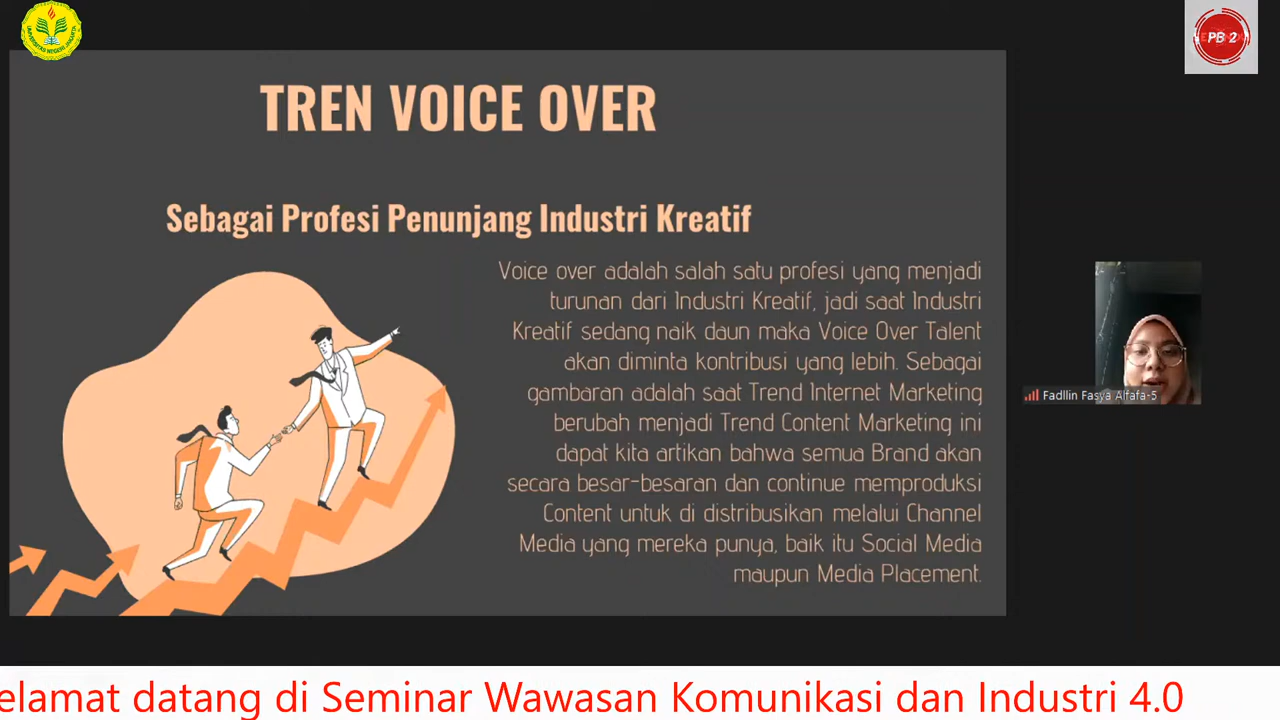 UNIVERSITAS NEGERI JAKARTA
PB 2
TREN VOICE OVER
Sebagai Profesi Penunjang Industri Kreatif
Voice over adalah salah satu profesi yang menjadi
turunan dari Industri Kreatif, jadi saat Industri
Kreatif sedang naik daun maka Voice Over Talent
akan diminta kontribusi yang lebih. Sebagai
gambaran adalah saat Trend Internet Marketing
berubah menjadi Trend Content Marketing ini
dapat kita artikan bahwa semua Brand akan
secara besar-besaran dan continue memproduksi
Content untuk di distribusikan melalui Channel
Media yang mereka punya, baik itu Social Media
maupun Media Placement.
Fadllin Fasya Alfafa-5
elamat datang di Seminar Wawasan Komunikasi dan Industri 4.0